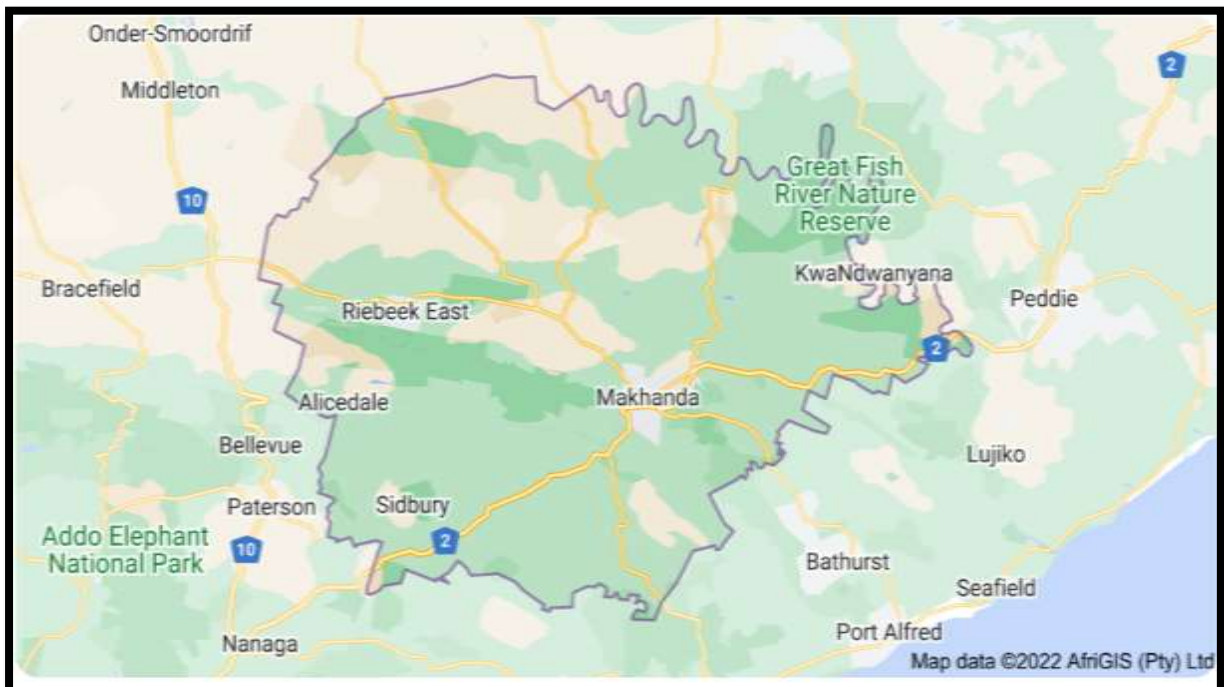 Onder-Smoordrif
Middleton
2
Great Fish
River Nature
Reserve
10
KwaNdwanyana
Bracefield
Riebeek East
Peddie
2
Makhanda
Alicedale
Bellevue
Lujiko
Paterson
Sidbury
Addo Elephant
National Park
10
2
Bathurst
Seafield
Nanaga
Port Alfred
Map data ©2022 AfriGIS (Pty) Ltd